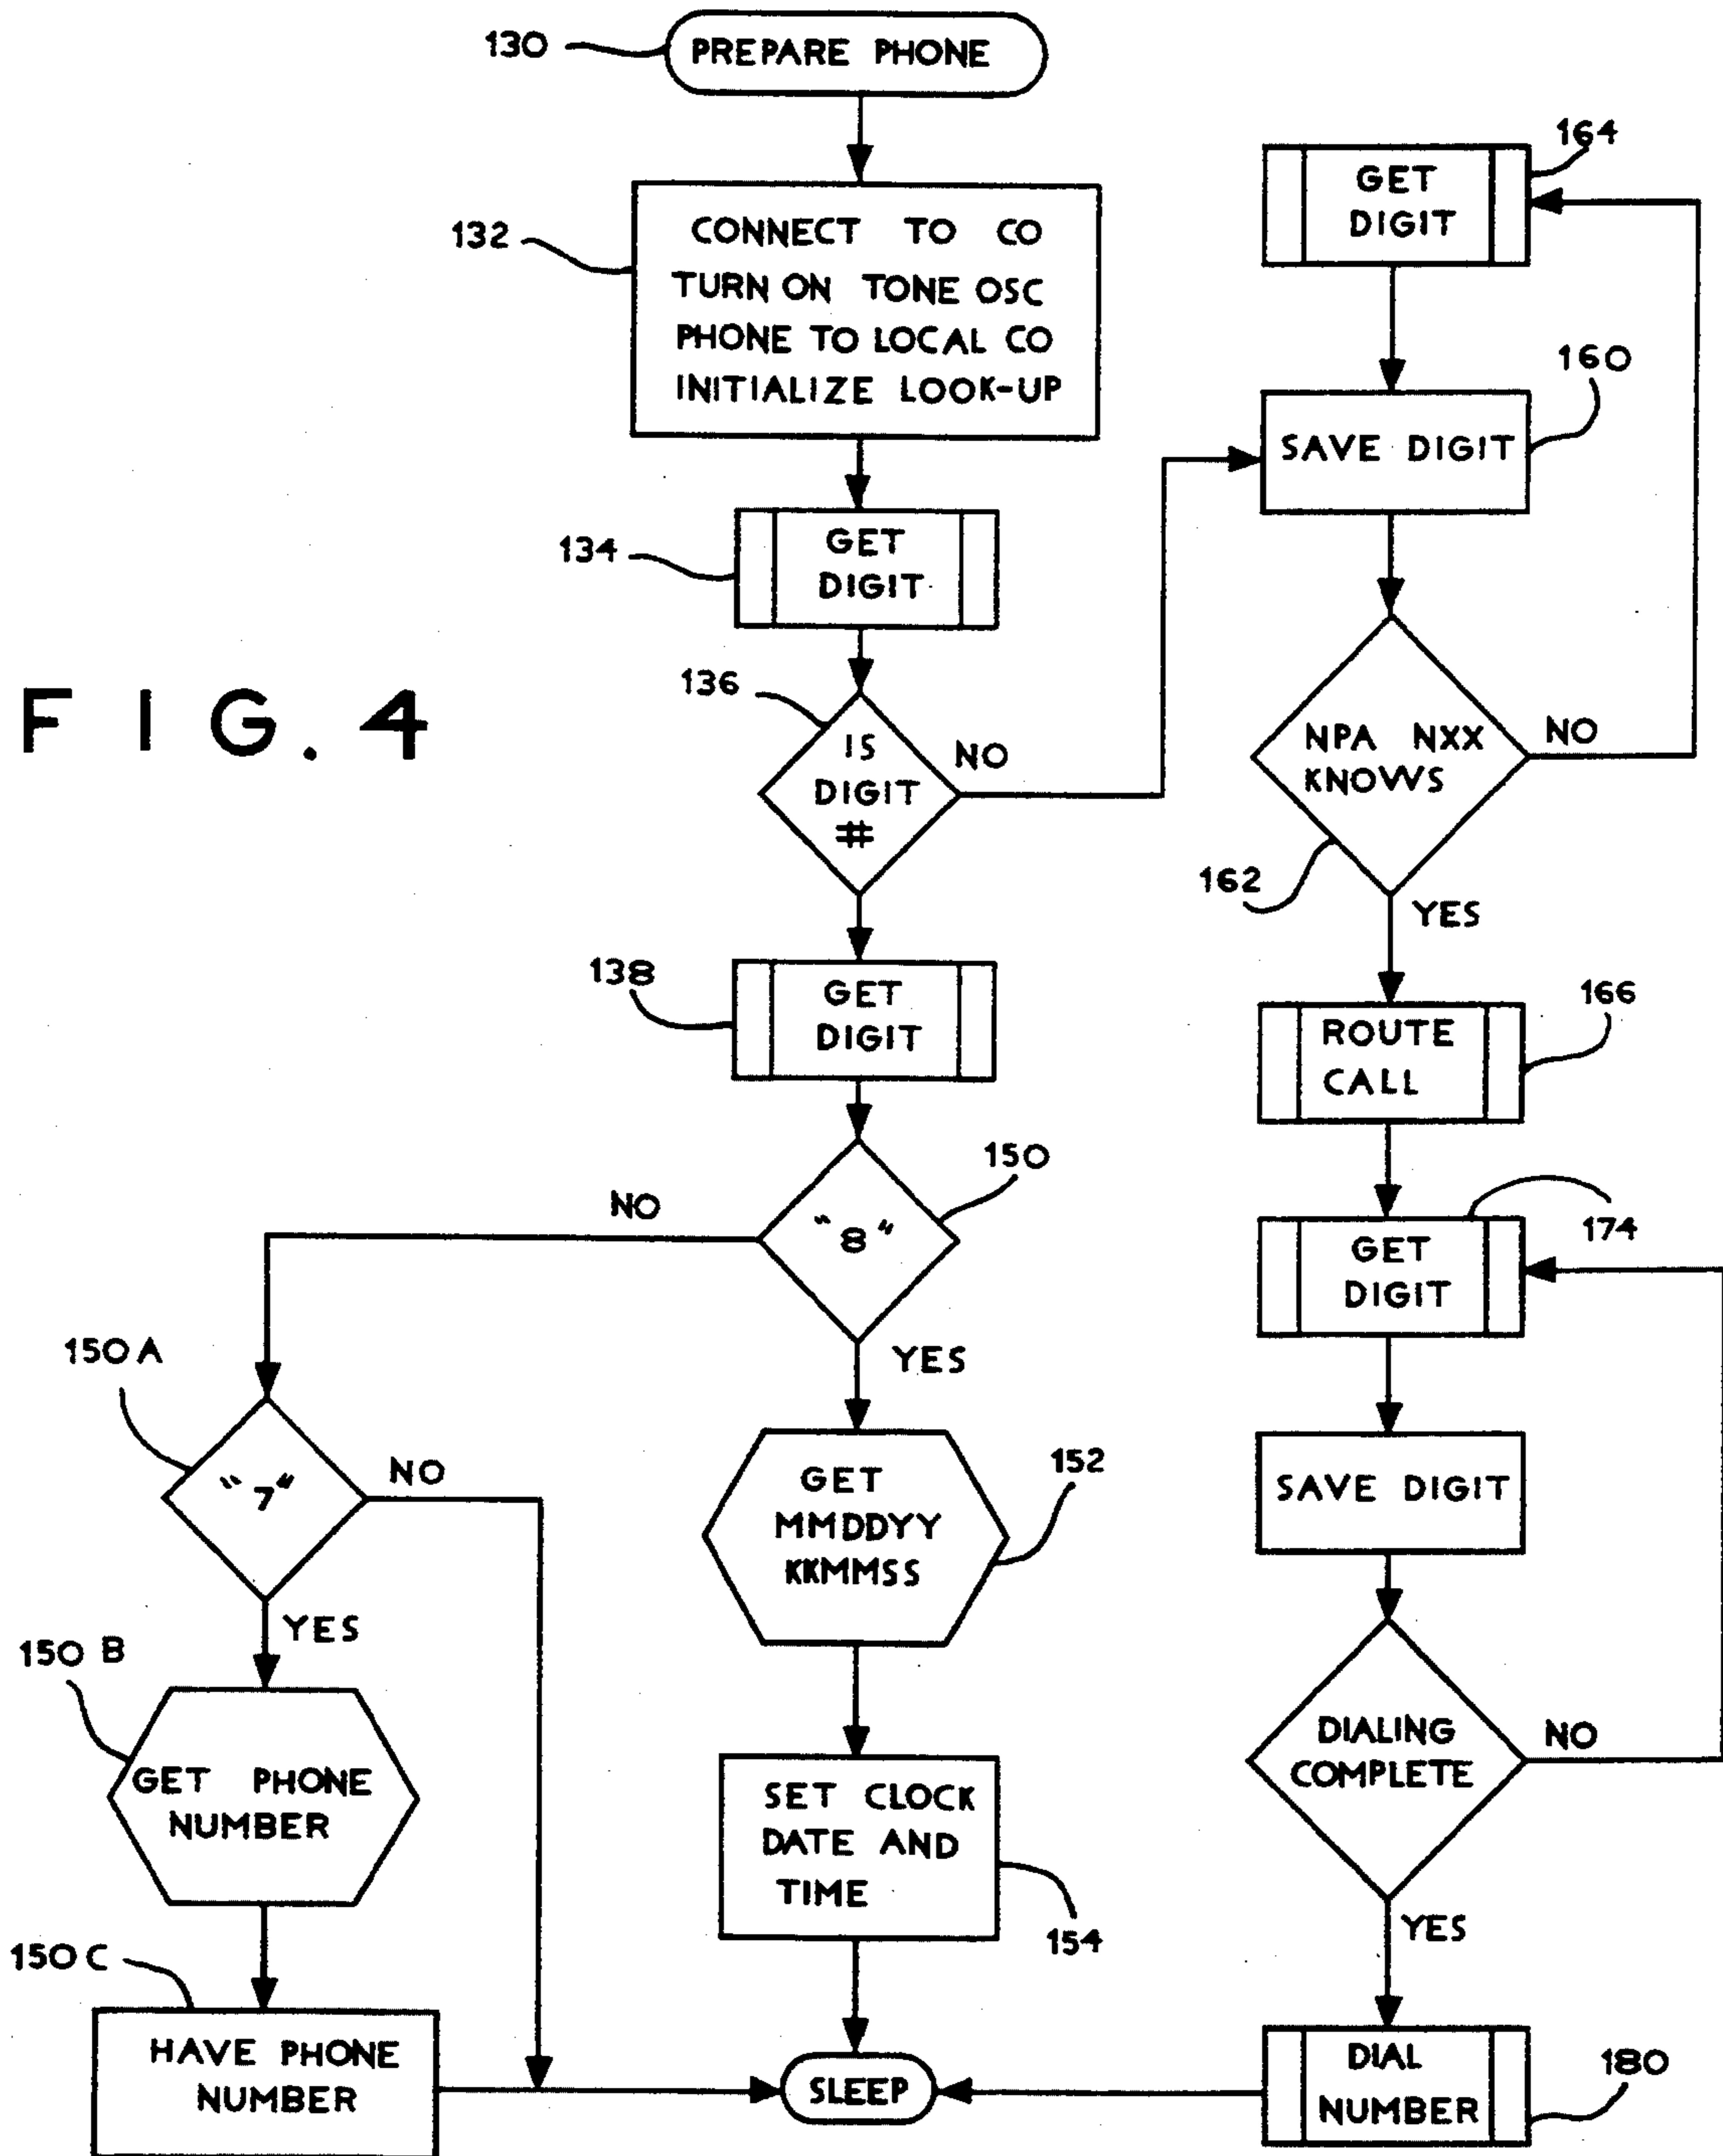 130
PREPARE PHONE
132
CONNECT TO CO
TURN ON TONE OSC
PHONE TO LOCAL CO
INITIALIZE LOOK-UP
134
GET
DIGIT
136
IS
DIGIT
#
NO
138
GET
DIGIT
150
"8"
NO
YES
150A
"7"
NO
YES
150B
GET PHONE
NUMBER
150C
HAVE PHONE
NUMBER
152
GET
MMDDYY
KKMMSS
SET CLOCK
DATE AND
TIME
154
SLEEP
164
GET
DIGIT
160
SAVE DIGIT
NPA NXX
KNOWS
NO
162
YES
166
ROUTE
CALL
174
GET
DIGIT
SAVE DIGIT
DIALING
COMPLETE
NO
YES
DIAL
NUMBER
180
FIG. 4